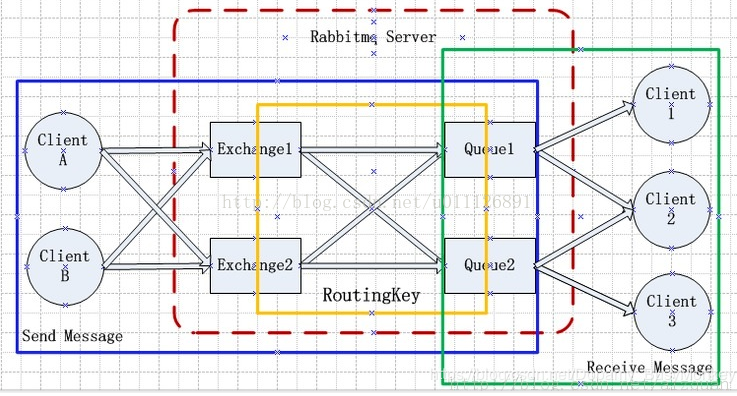 Rabbitmq Server
Client
A
Client
B
Exchange1
Exchange2
Queue1
Queue2
RoutingKey
Client
1
Client
2
Client
3
Send Message
Receive Message
http://blog.csdn.net/u011126891